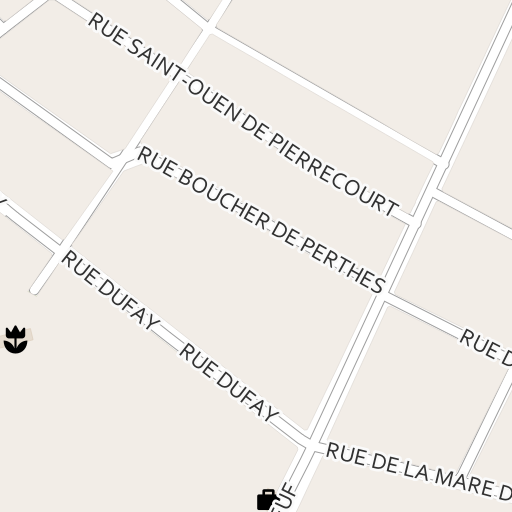 RUE SAINT-OUEN DE PIERRECOURT
RUE BOUCHER DE PERTHES
RUE DUFAY
RUE DUFAY
RUE DE LA MARE